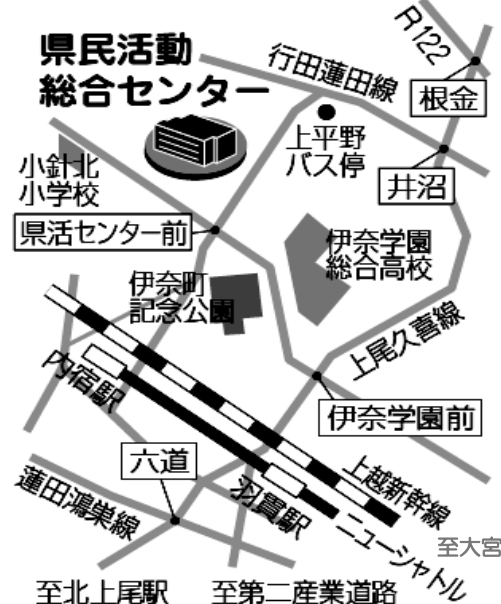 県民活動
総合センター
R122
行田蓮田線
根金
上平野
バス停
井沼
小針北
小学校
県活センター前
伊奈学園
総合高校
伊奈町
記念公園
上尾久喜線
内宿駅
伊奈学園前
六道
上越新幹線
羽貫駅
蓮田鴻巣線
ニューシャトル
至大宮
至北上尾駅
至第二産業道路